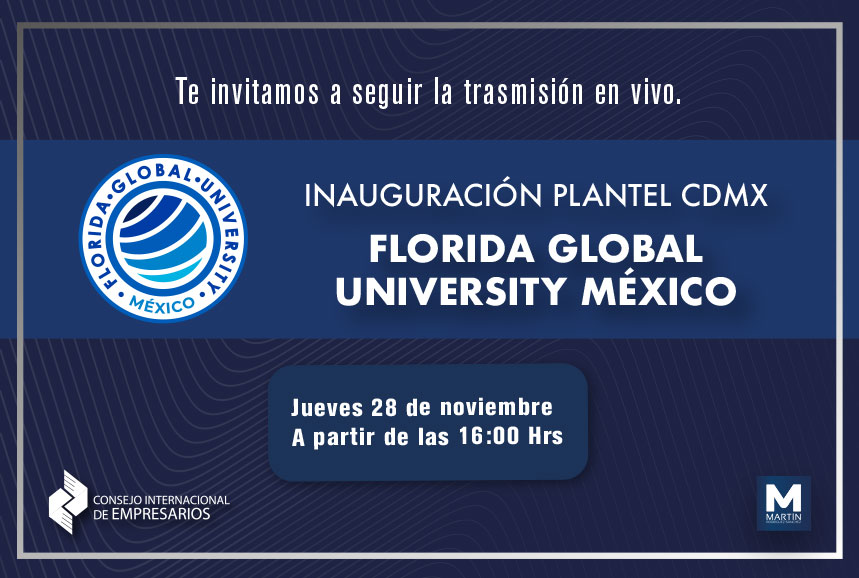 Te invitamos a seguir la trasmisión en vivo.
FLORIDA•GLOBAL•UNIVERSITY•
MÉXICO
INAUGURACIÓN PLANTEL CDMX
FLORIDA GLOBAL
UNIVERSITY MÉXICO
Jueves 28 de noviembre
A partir de las 16:00 Hrs
CONSEJO INTERNACIONAL
DE EMPRESARIOS
M
MARTÍN